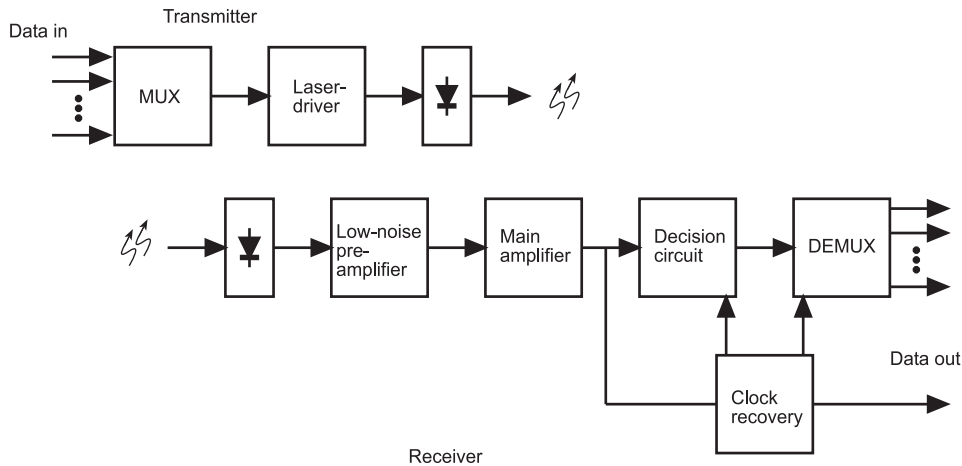 Transmitter
Data in
MUX
Laser-
driver
Low-noise
pre-
amplifier
Main
amplifier
Decision
circuit
DEMUX
Clock
recovery
Data out
Receiver